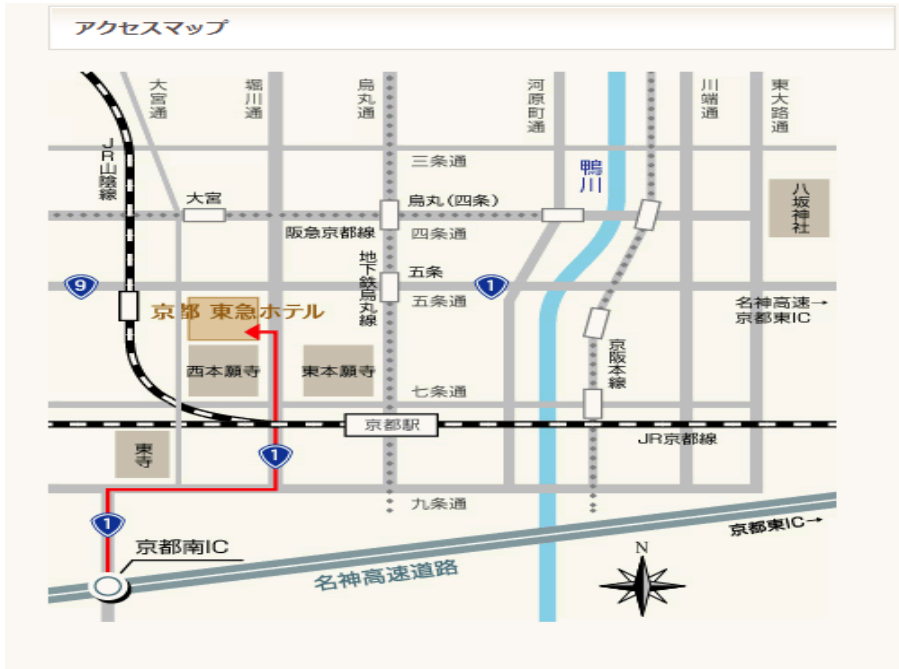 アクセスマップ
大宮通
堀川通
烏丸通
河原町通
川端通
東大路通
JR山陰線
三条通
鴨川
大宮
烏丸(四条)
八坂神社
阪急京都線
四条通
地下鉄烏丸線
五条
9
1
五条通
名神高速→
京都東IC
京都 東急ホテル
京阪本線
西本願寺
東本願寺
七条通
京都駅
JR京都線
東寺
1
九条通
1
京都東IC→
京都南IC
名神高速道路
N